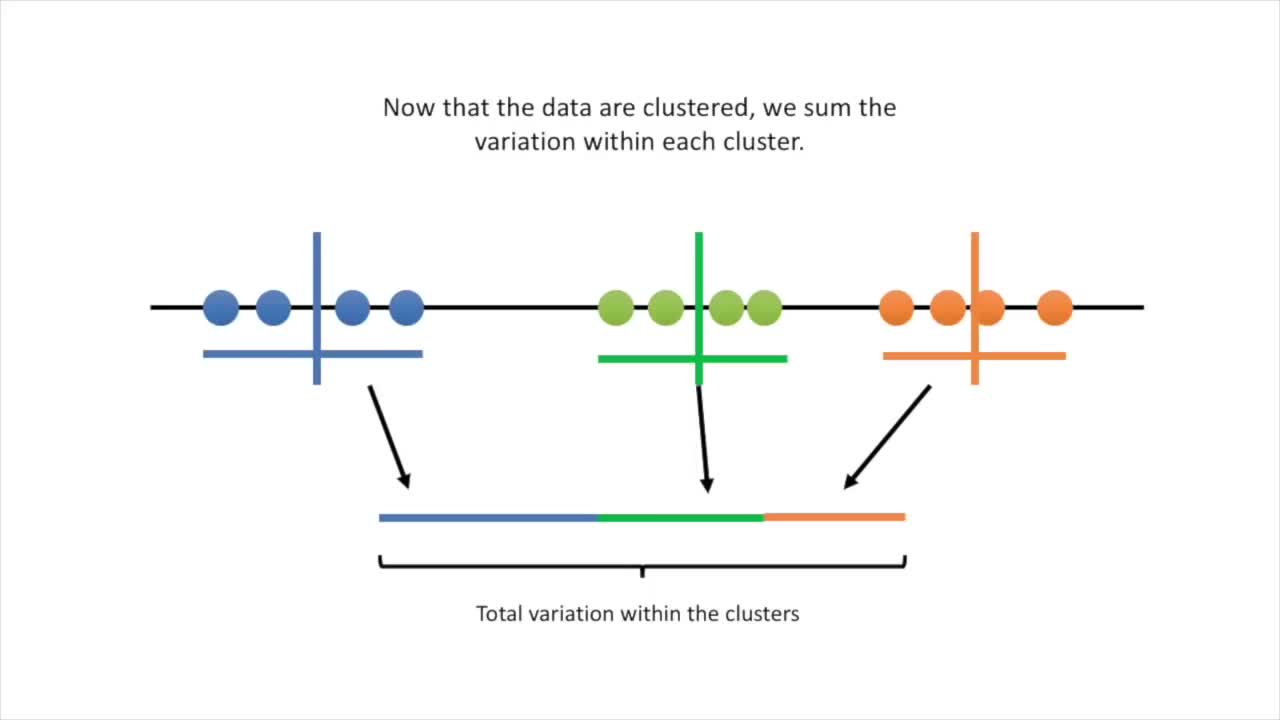 Now that the data are clustered, we sum the
variation within each cluster.
Total variation within the clusters